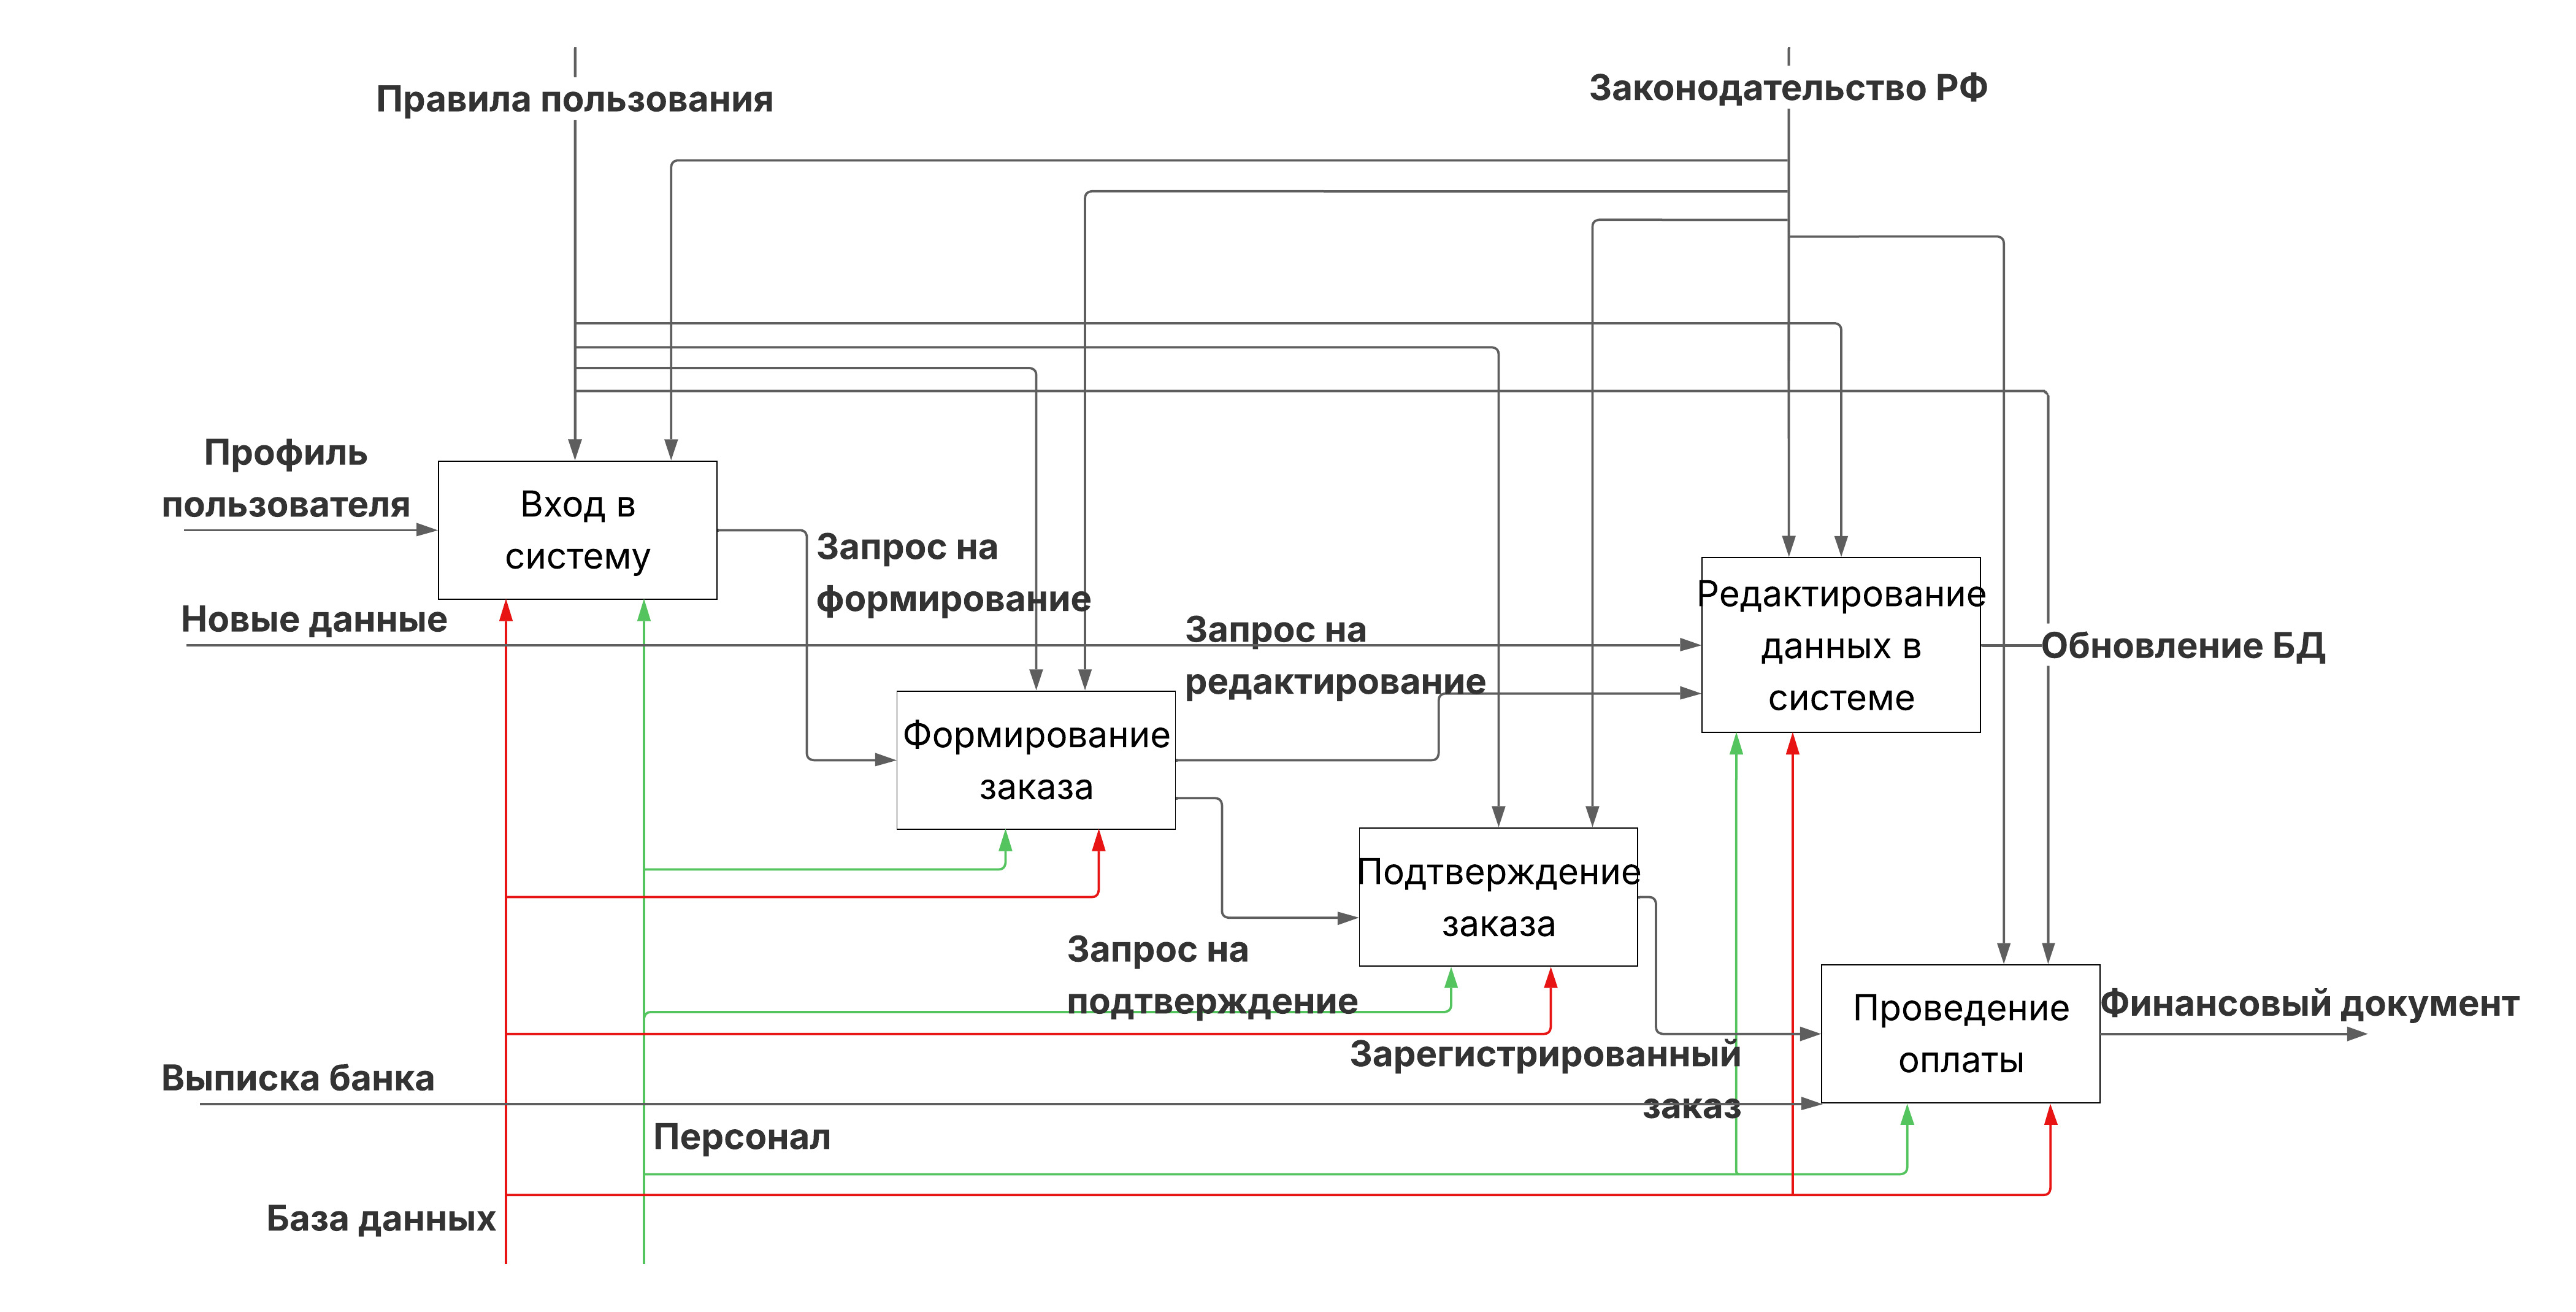 Правила пользования
Законодательство РФ
Профиль
пользователя
Вход в
систему
Запрос на
формирование
Новые данные
Запрос на
редактирование
Редактирование
данных в
системе
Обновление БД
Формирование
заказа
Подтверждение
заказа
Запрос на
подтверждение
Проведение
оплаты
Финансовый документ
Зарегистрированный
заказ
Выписка банка
Персонал
База данных